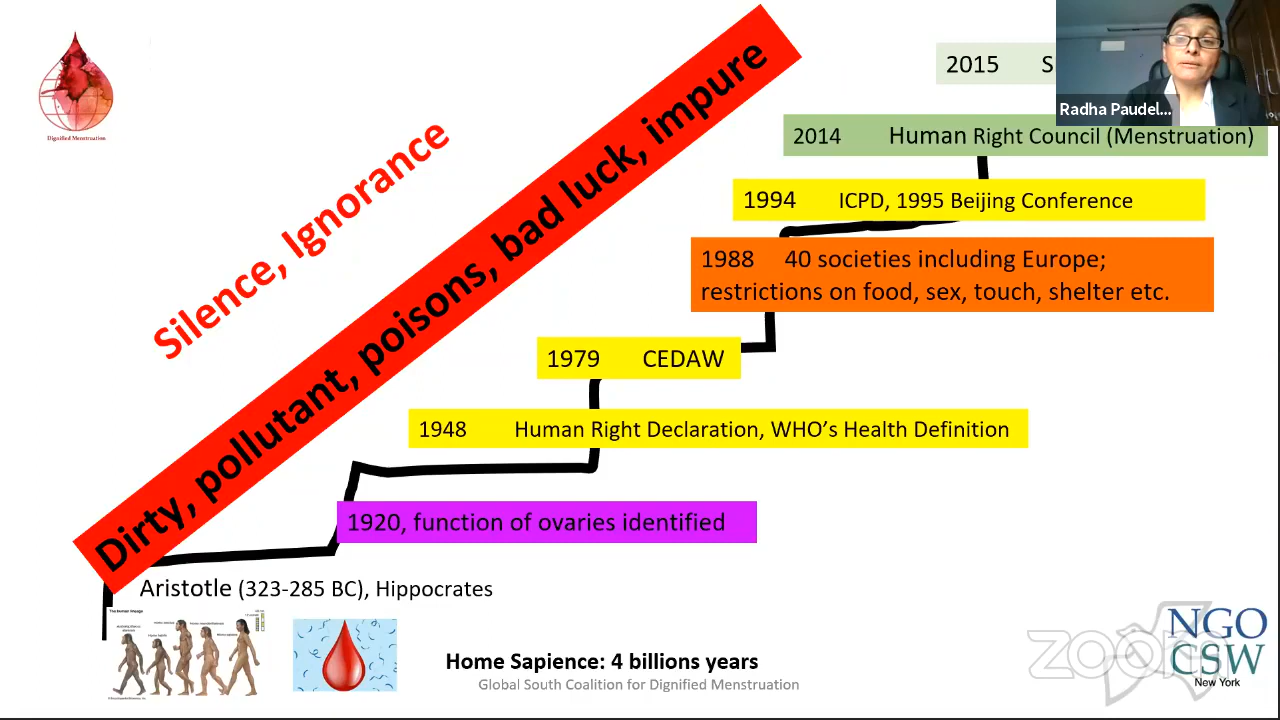 Dignified Menstruation
Silence, Ignorance
Dirty, pollutant, poisons, bad luck, impure
2015 S
Radha Paudel...
2014 Human Right Council (Menstruation)
1994 ICPD, 1995 Beijing Conference
1988 40 societies including Europe;
restrictions on food, sex, touch, shelter etc.
1979 CEDAW
1948 Human Right Declaration, WHO's Health Definition
1920, function of ovaries identified
Aristotle (323-285 BC), Hippocrates
Home Sapience: 4 billions years
Global South Coalition for Dignified Menstruation
zoom
NGO
CSW
New York